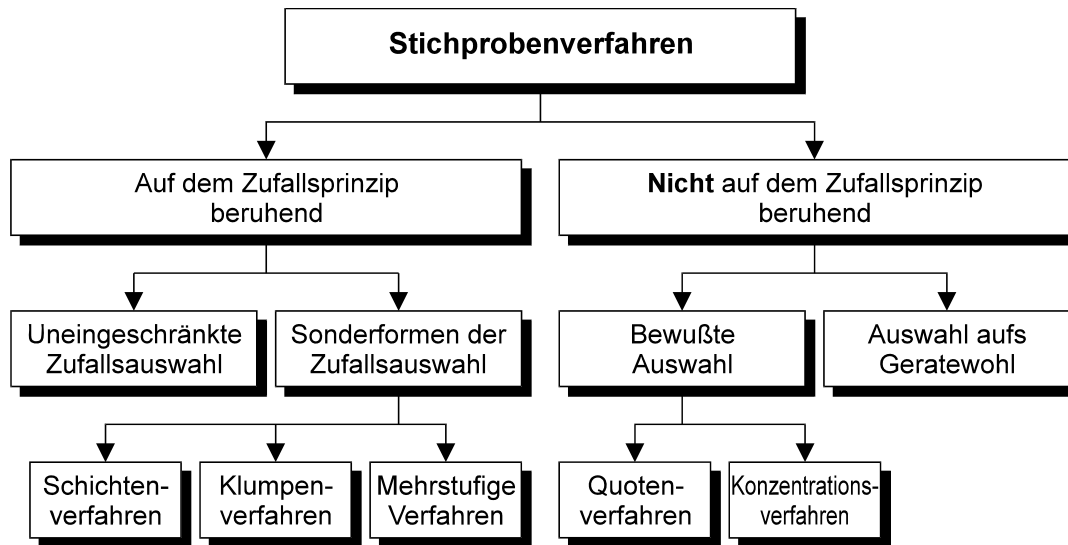 Stichprobenverfahren
Auf dem Zufallsprinzip
beruhend
Nicht auf dem Zufallsprinzip
beruhend
Uneingeschränkte
Zufallsauswahl
Sonderformen der
Zufallsauswahl
Bewußte
Auswahl
Auswahl aufs
Geratewohl
Schichten-
verfahren
Klumpen-
verfahren
Mehrstufige
Verfahren
Quoten-
verfahren
Konzentrations-
verfahren